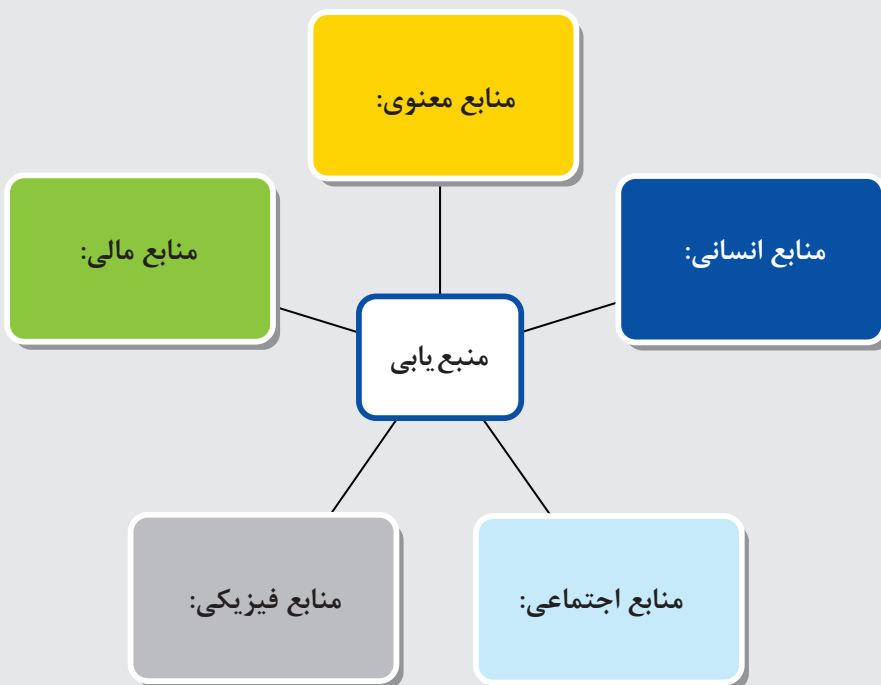 منابع معنوی:
منابع انسانی:
منابع مالی:
منبع‌یابی
منابع اجتماعی:
منابع فیزیکی: